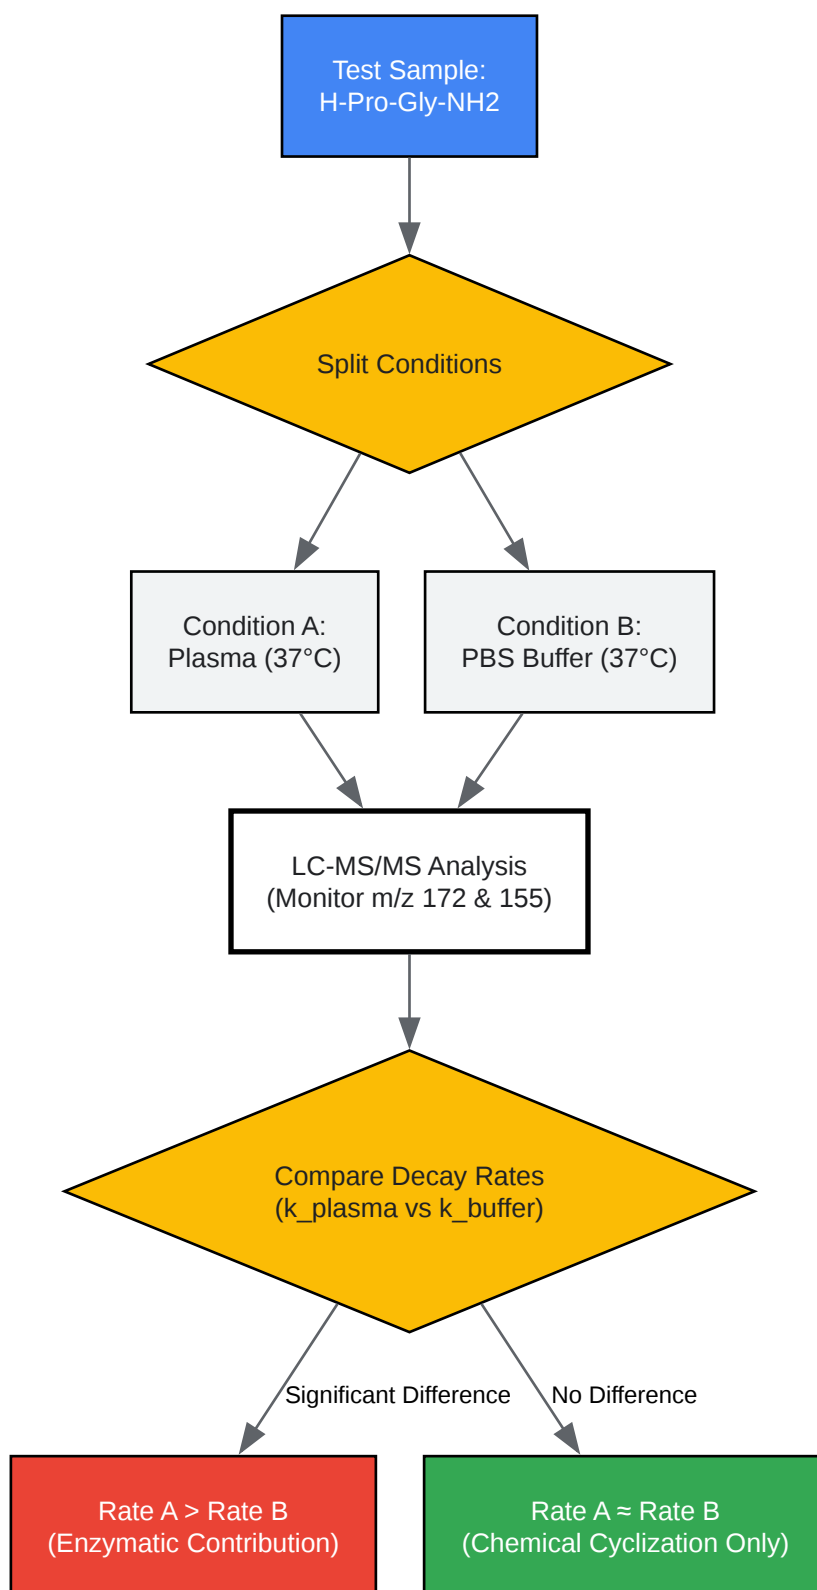 Test Sample:
H-Pro-Gly-NH2
Split Conditions
Condition A:
Plasma (37°C)
Condition B:
PBS Buffer (37°C)
LC-MS/MS Analysis
(Monitor m/z 172 & 155)
Compare Decay Rates
(k_plasma vs k_buffer)
Significant Difference
No Difference
Rate A > Rate B
(Enzymatic Contribution)
Rate A ≈ Rate B
(Chemical Cyclization Only)